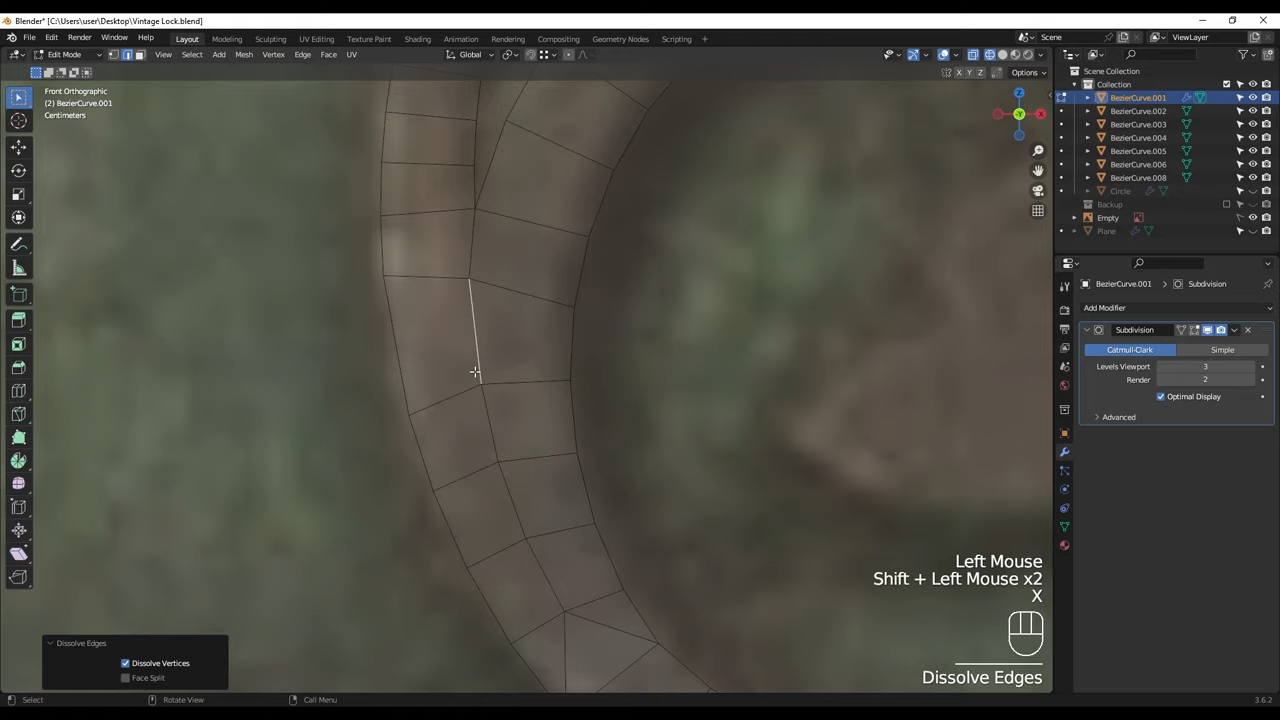 Blender* [C:\Users\user\Desktop\Vintage Lock.blend]
File Edit Render Window Help Layout Modeling Sculpting UV Editing Texture Paint Shading Animation Rendering Compositing Geometry Nodes Scripting Scene ViewLayer
Edit Mode View Select Add Mesh Vertex Edge Face UV Global
X Y Z Options
Front Orthographic
(2) BezierCurve.001
Centimeters
Z
X
-Y
Scene Collection
Collection
BezierCurve.001
BezierCurve.002
BezierCurve.003
BezierCurve.004
BezierCurve.005
BezierCurve.006
BezierCurve.008
Circle
Backup
Empty
Plane
BezierCurve.001 Subdivision
Add Modifier
Subdivision
Catmull-Clark Simple
Levels Viewport 3
Render 2
Optimal Display
Advanced
Left Mouse
Shift + Left Mouse x2
X
Dissolve Edges
Dissolve Edges
Dissolve Vertices
Face Split
Select Rotate View Call Menu 3.6.2